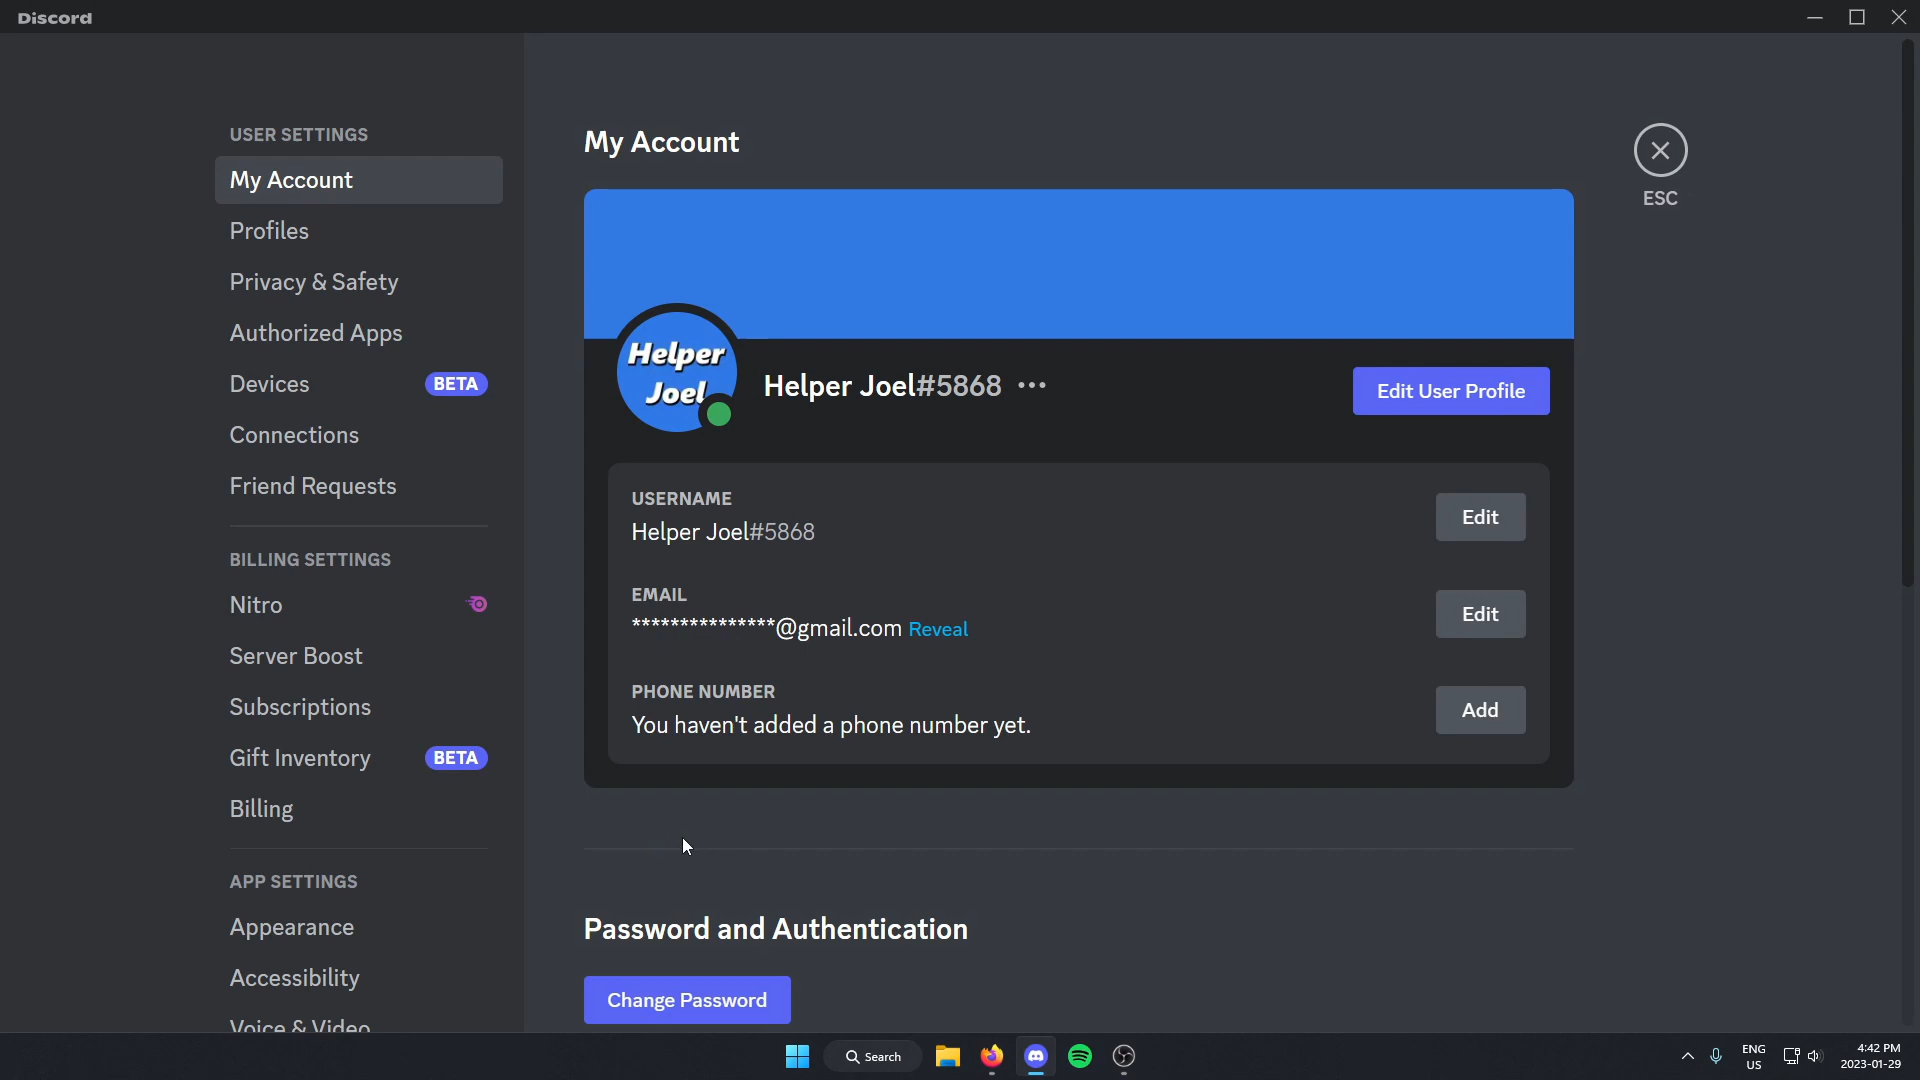 Discord
USER SETTINGS
My Account
Profiles
Privacy & Safety
Authorized Apps
Devices BETA
Connections
Friend Requests
BILLING SETTINGS
Nitro
Server Boost
Subscriptions
Gift Inventory BETA
Billing
APP SETTINGS
Appearance
Accessibility
Voice & Video
My Account
ESC
Helper
Joel
Helper Joel#5868
Edit User Profile
USERNAME
Helper Joel#5868
Edit
EMAIL
***************@gmail.com Reveal
Edit
PHONE NUMBER
You haven't added a phone number yet.
Add
Password and Authentication
Change Password
Search
ENG
US
4:42 PM
2023-01-29